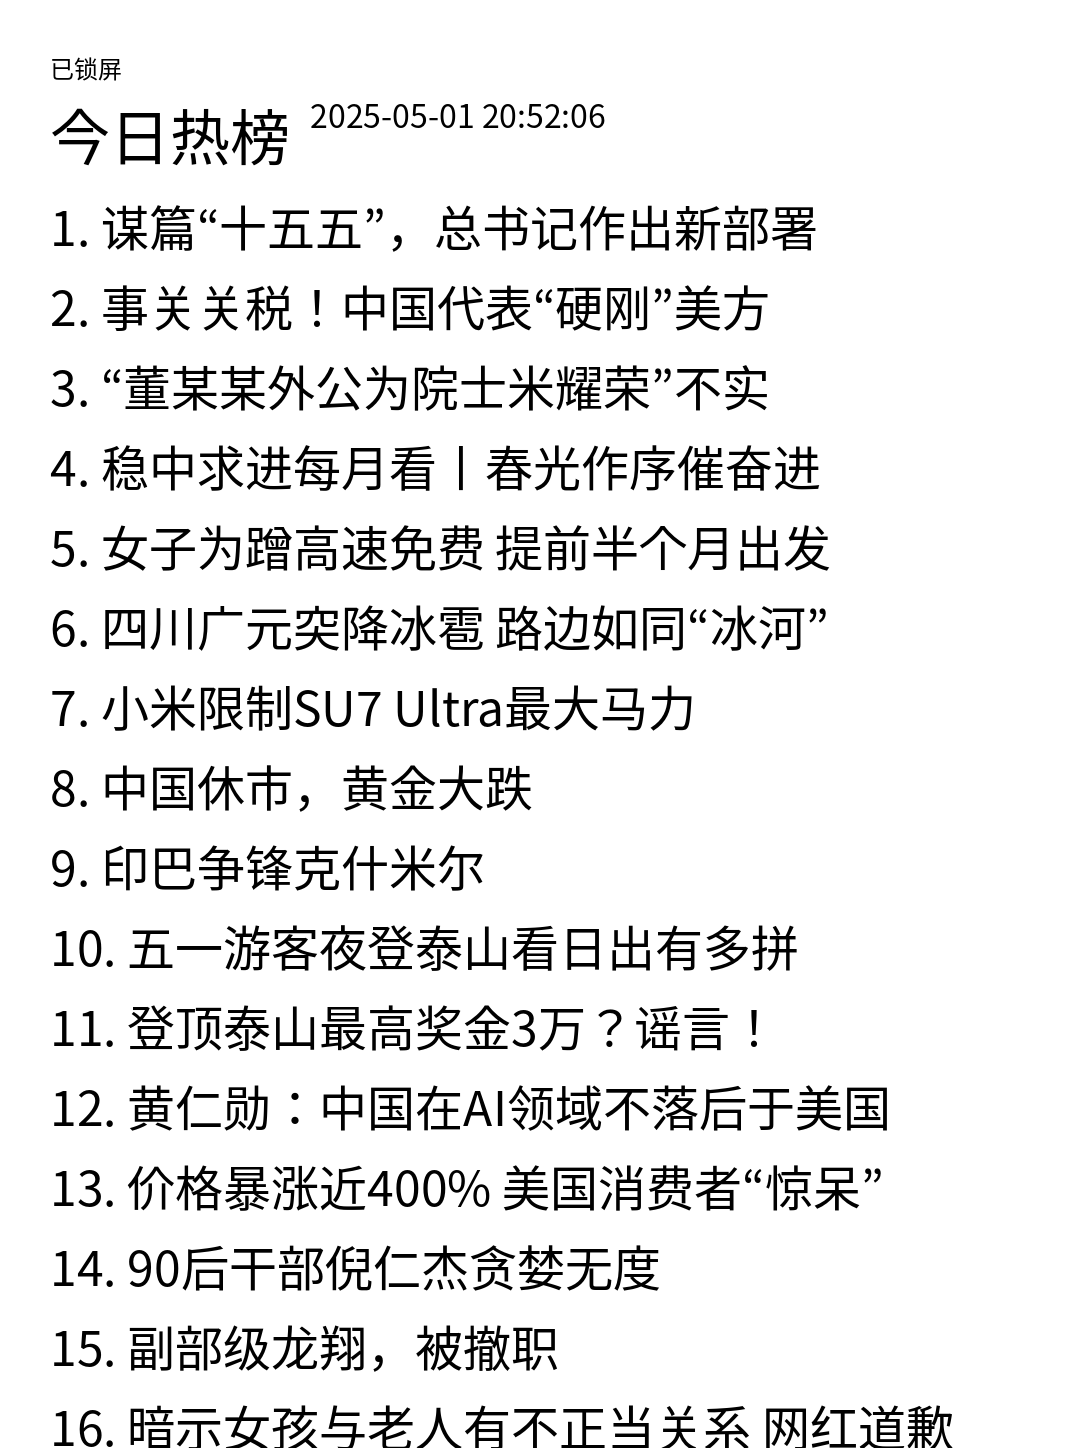 已锁屏
今日热榜 2025-05-01 20:52:06
1. 谋篇“十五五”，总书记作出新部署
2. 事关关税！中国代表“硬刚”美方
3. “董某某外公为院士米耀荣”不实
4. 稳中求进每月看丨春光作序催奋进
5. 女子为蹭高速免费 提前半个月出发
6. 四川广元突降冰雹 路边如同“冰河”
7. 小米限制SU7 Ultra最大马力
8. 中国休市，黄金大跌
9. 印巴争锋克什米尔
10. 五一游客夜登泰山看日出有多拼
11. 登顶泰山最高奖金3万？谣言！
12. 黄仁勋：中国在AI领域不落后于美国
13. 价格暴涨近400% 美国消费者“惊呆”
14. 90后干部倪仁杰贪婪无度
15. 副部级龙翔，被撤职
16. 暗示女孩与老人有不正当关系 网红道歉